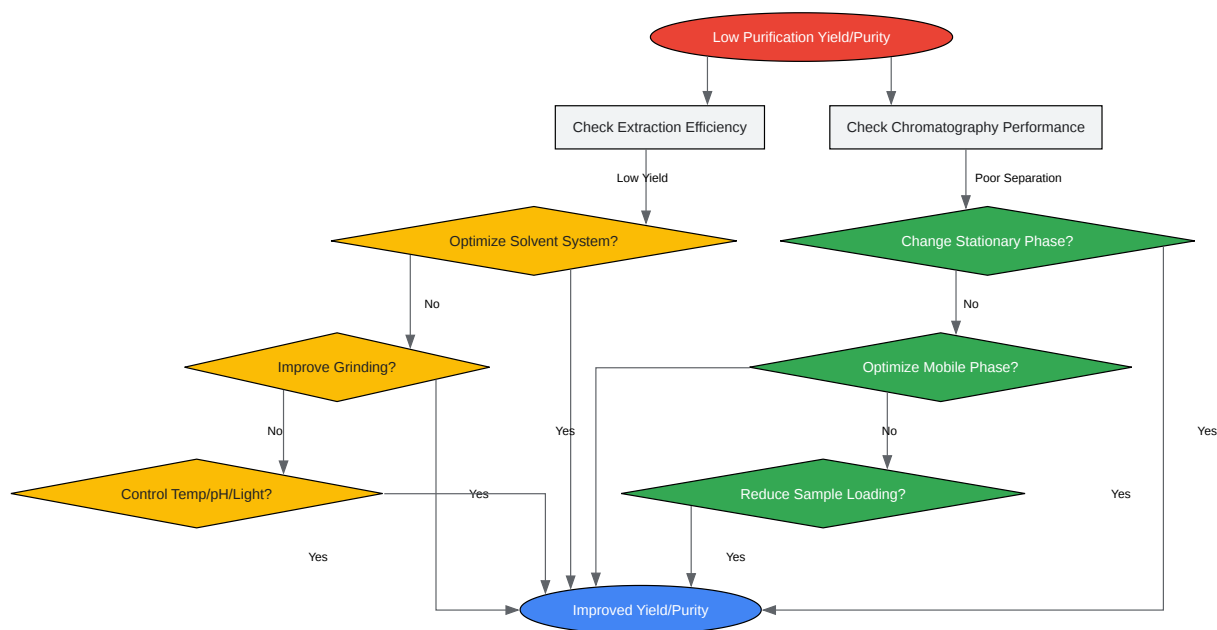 Low Purification Yield/Purity
Check Extraction Efficiency
Check Chromatography Performance
Low Yield
Poor Separation
Optimize Solvent System?
Change Stationary Phase?
No
No
Improve Grinding?
Optimize Mobile Phase?
No
Yes
No
Yes
Control Temp/pH/Light?
Yes
Reduce Sample Loading?
Yes
Yes
Yes
Improved Yield/Purity